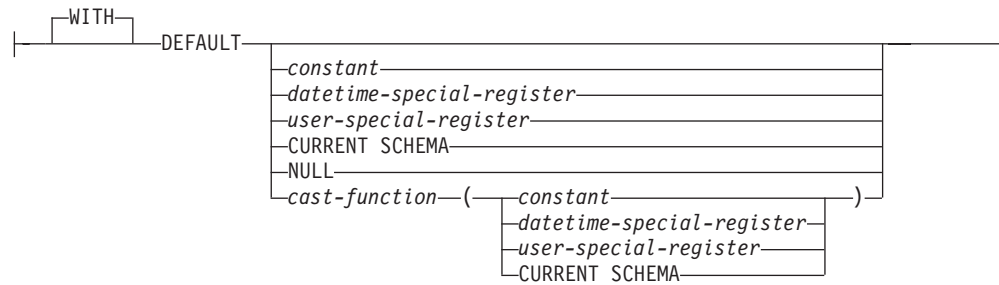 WITH
DEFAULT
constant
datetime-special-register
user-special-register
CURRENT SCHEMA
NULL
cast-function ( constant )
datetime-special-register
user-special-register
CURRENT SCHEMA